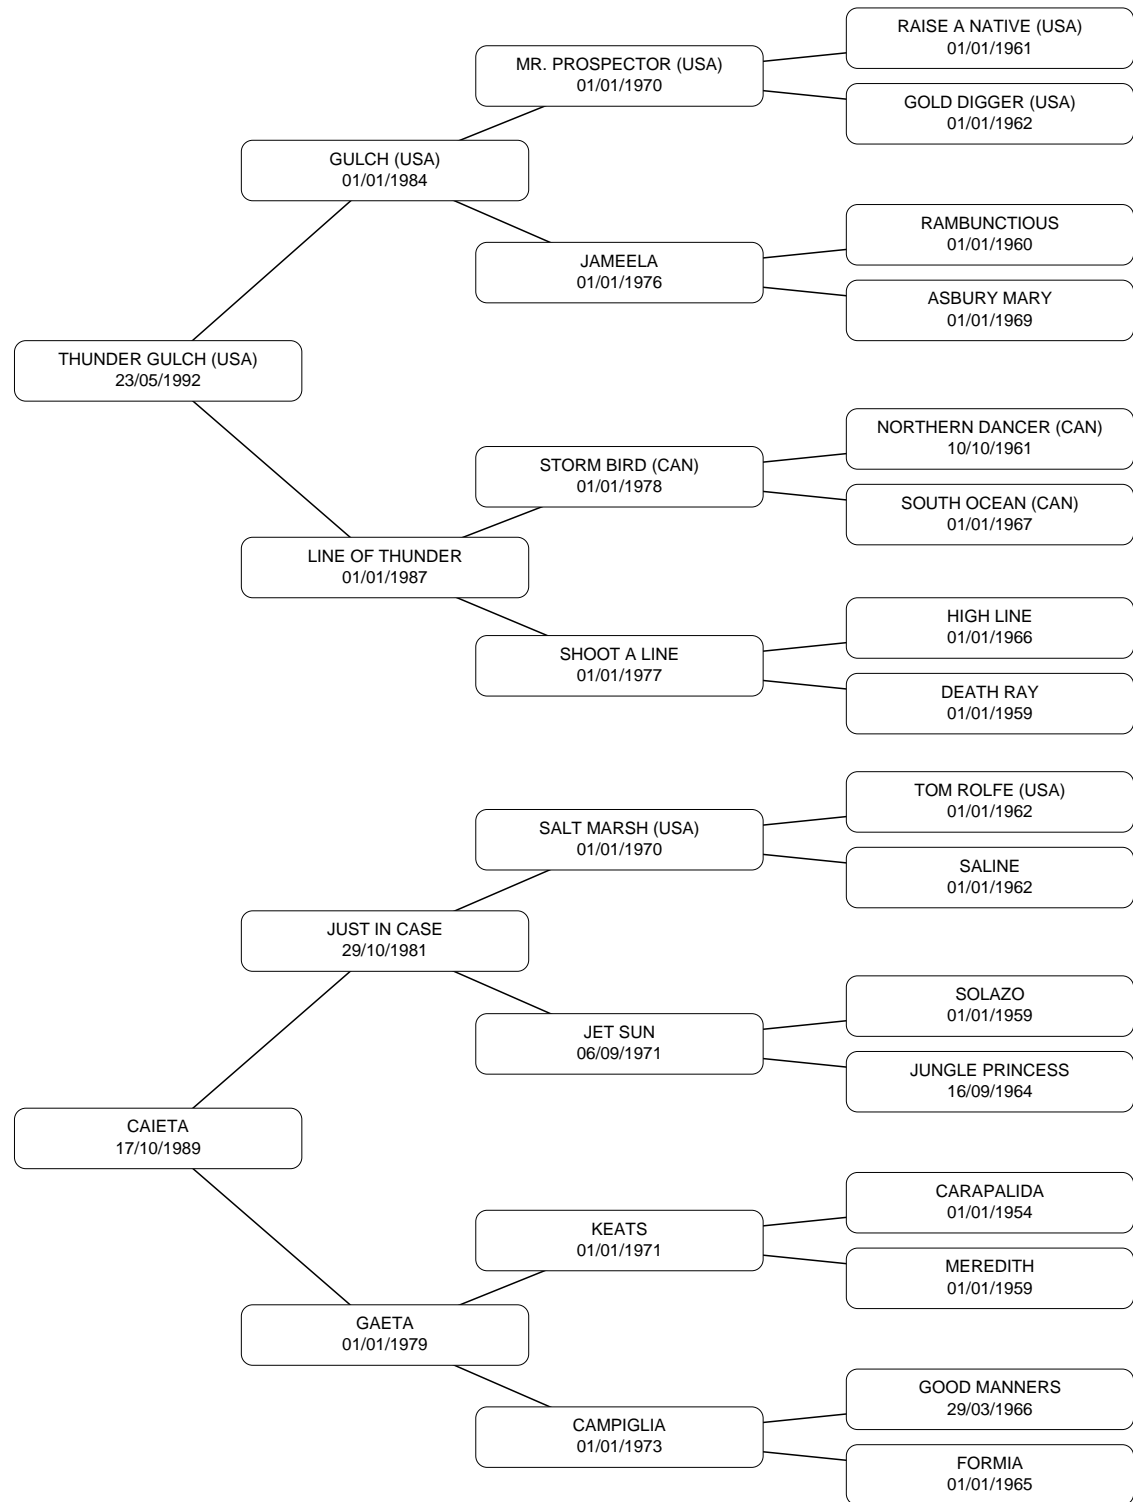 RAISE A NATIVE (USA)
01/01/1961
MR. PROSPECTOR (USA)
01/01/1970
GOLD DIGGER (USA)
01/01/1962
GULCH (USA)
01/01/1984
RAMBUNCTIOUS
01/01/1960
JAMEELA
01/01/1976
ASBURY MARY
01/01/1969
THUNDER GULCH (USA)
23/05/1992
NORTHERN DANCER (CAN)
10/10/1961
STORM BIRD (CAN)
01/01/1978
SOUTH OCEAN (CAN)
01/01/1967
LINE OF THUNDER
01/01/1987
HIGH LINE
01/01/1966
SHOOT A LINE
01/01/1977
DEATH RAY
01/01/1959
TOM ROLFE (USA)
01/01/1962
SALT MARSH (USA)
01/01/1970
SALINE
01/01/1962
JUST IN CASE
29/10/1981
SOLAZO
01/01/1959
JET SUN
06/09/1971
JUNGLE PRINCESS
16/09/1964
CAIETA
17/10/1989
CARAPALIDA
01/01/1954
KEATS
01/01/1971
MEREDITH
01/01/1959
GAETA
01/01/1979
GOOD MANNERS
29/03/1966
CAMPIGLIA
01/01/1973
FORMIA
01/01/1965